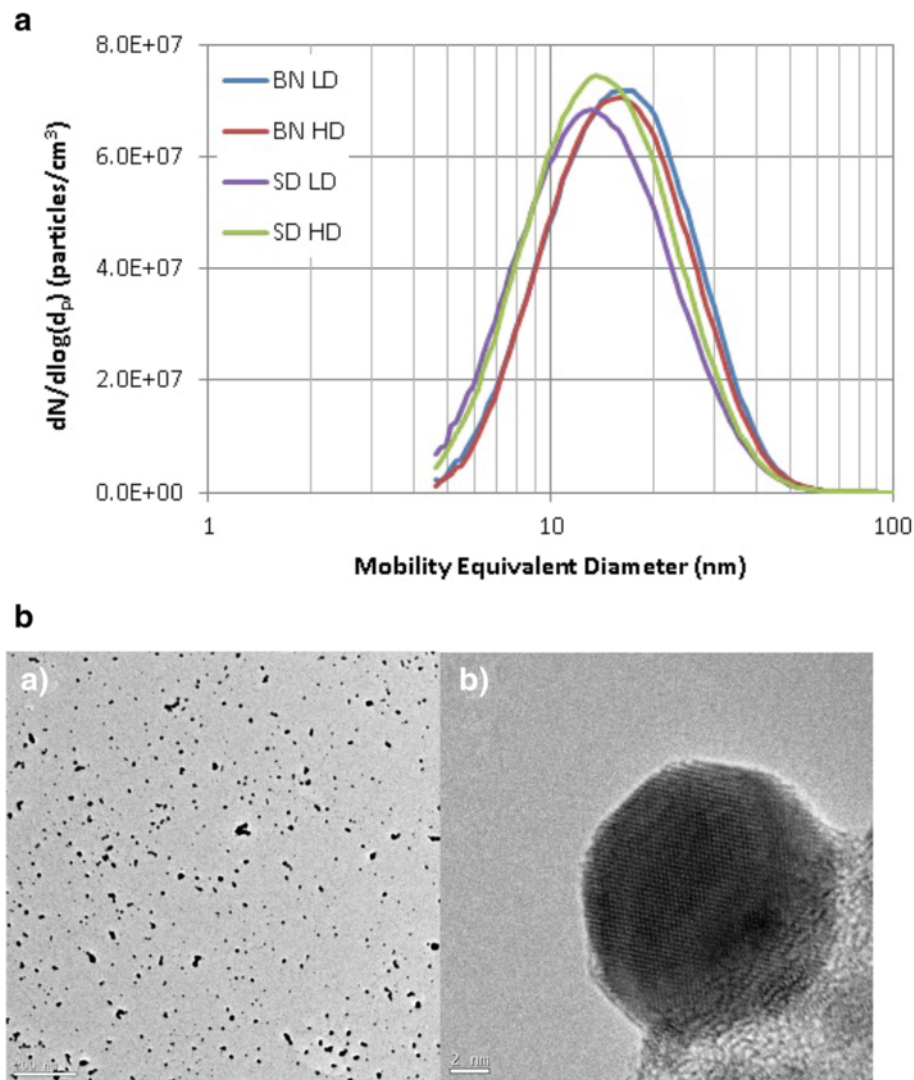 a
8.0E+07
6.0E+07
4.0E+07
2.0E+07
0.0E+00
dN/dlog(dp) (particles/cm³)
BN LD
BN HD
SD LD
SD HD
1 10 100
Mobility Equivalent Diameter (nm)
b
a) b)
nm 2 nm